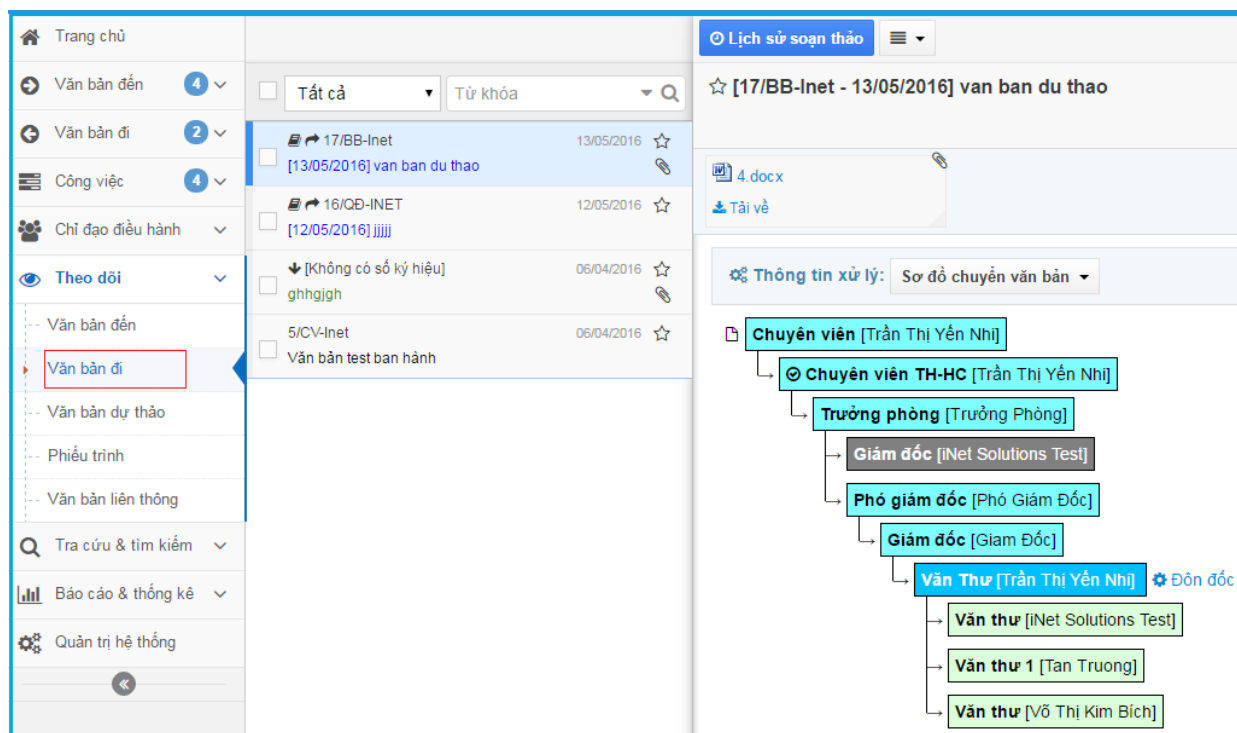 Trang chủ
Văn bản đến 4
Văn bản đi 2
Công việc 4
Chỉ đạo điều hành
Theo dõi
Văn bản đến
Văn bản đi
Văn bản dự thảo
Phiếu trình
Văn bản liên thông
Tra cứu & tìm kiếm
Báo cáo & thống kê
Quản trị hệ thống
Tất cả Từ khóa
17/BB-Inet 13/05/2016
[13/05/2016] van ban du thao
16/QĐ-INET 12/05/2016
[12/05/2016] jjjjj
[Không có số ký hiệu] 06/04/2016
ghhgjgh
5/CV-Inet 06/04/2016
Văn bản test ban hành
Lịch sử soạn thảo
[17/BB-Inet - 13/05/2016] van ban du thao
4.docx
Tải về
Thông tin xử lý: Sơ đồ chuyển văn bản
Chuyên viên [Trần Thị Yến Nhi]
Chuyên viên TH-HC [Trần Thị Yến Nhi]
Trưởng phòng [Trưởng Phòng]
Giám đốc [iNet Solutions Test]
Phó giám đốc [Phó Giám Đốc]
Giám đốc [Giam Đốc]
Văn Thư [Trần Thị Yến Nhi] Đôn đốc
Văn thư [iNet Solutions Test]
Văn thư 1 [Tan Truong]
Văn thư [Võ Thị Kim Bích]